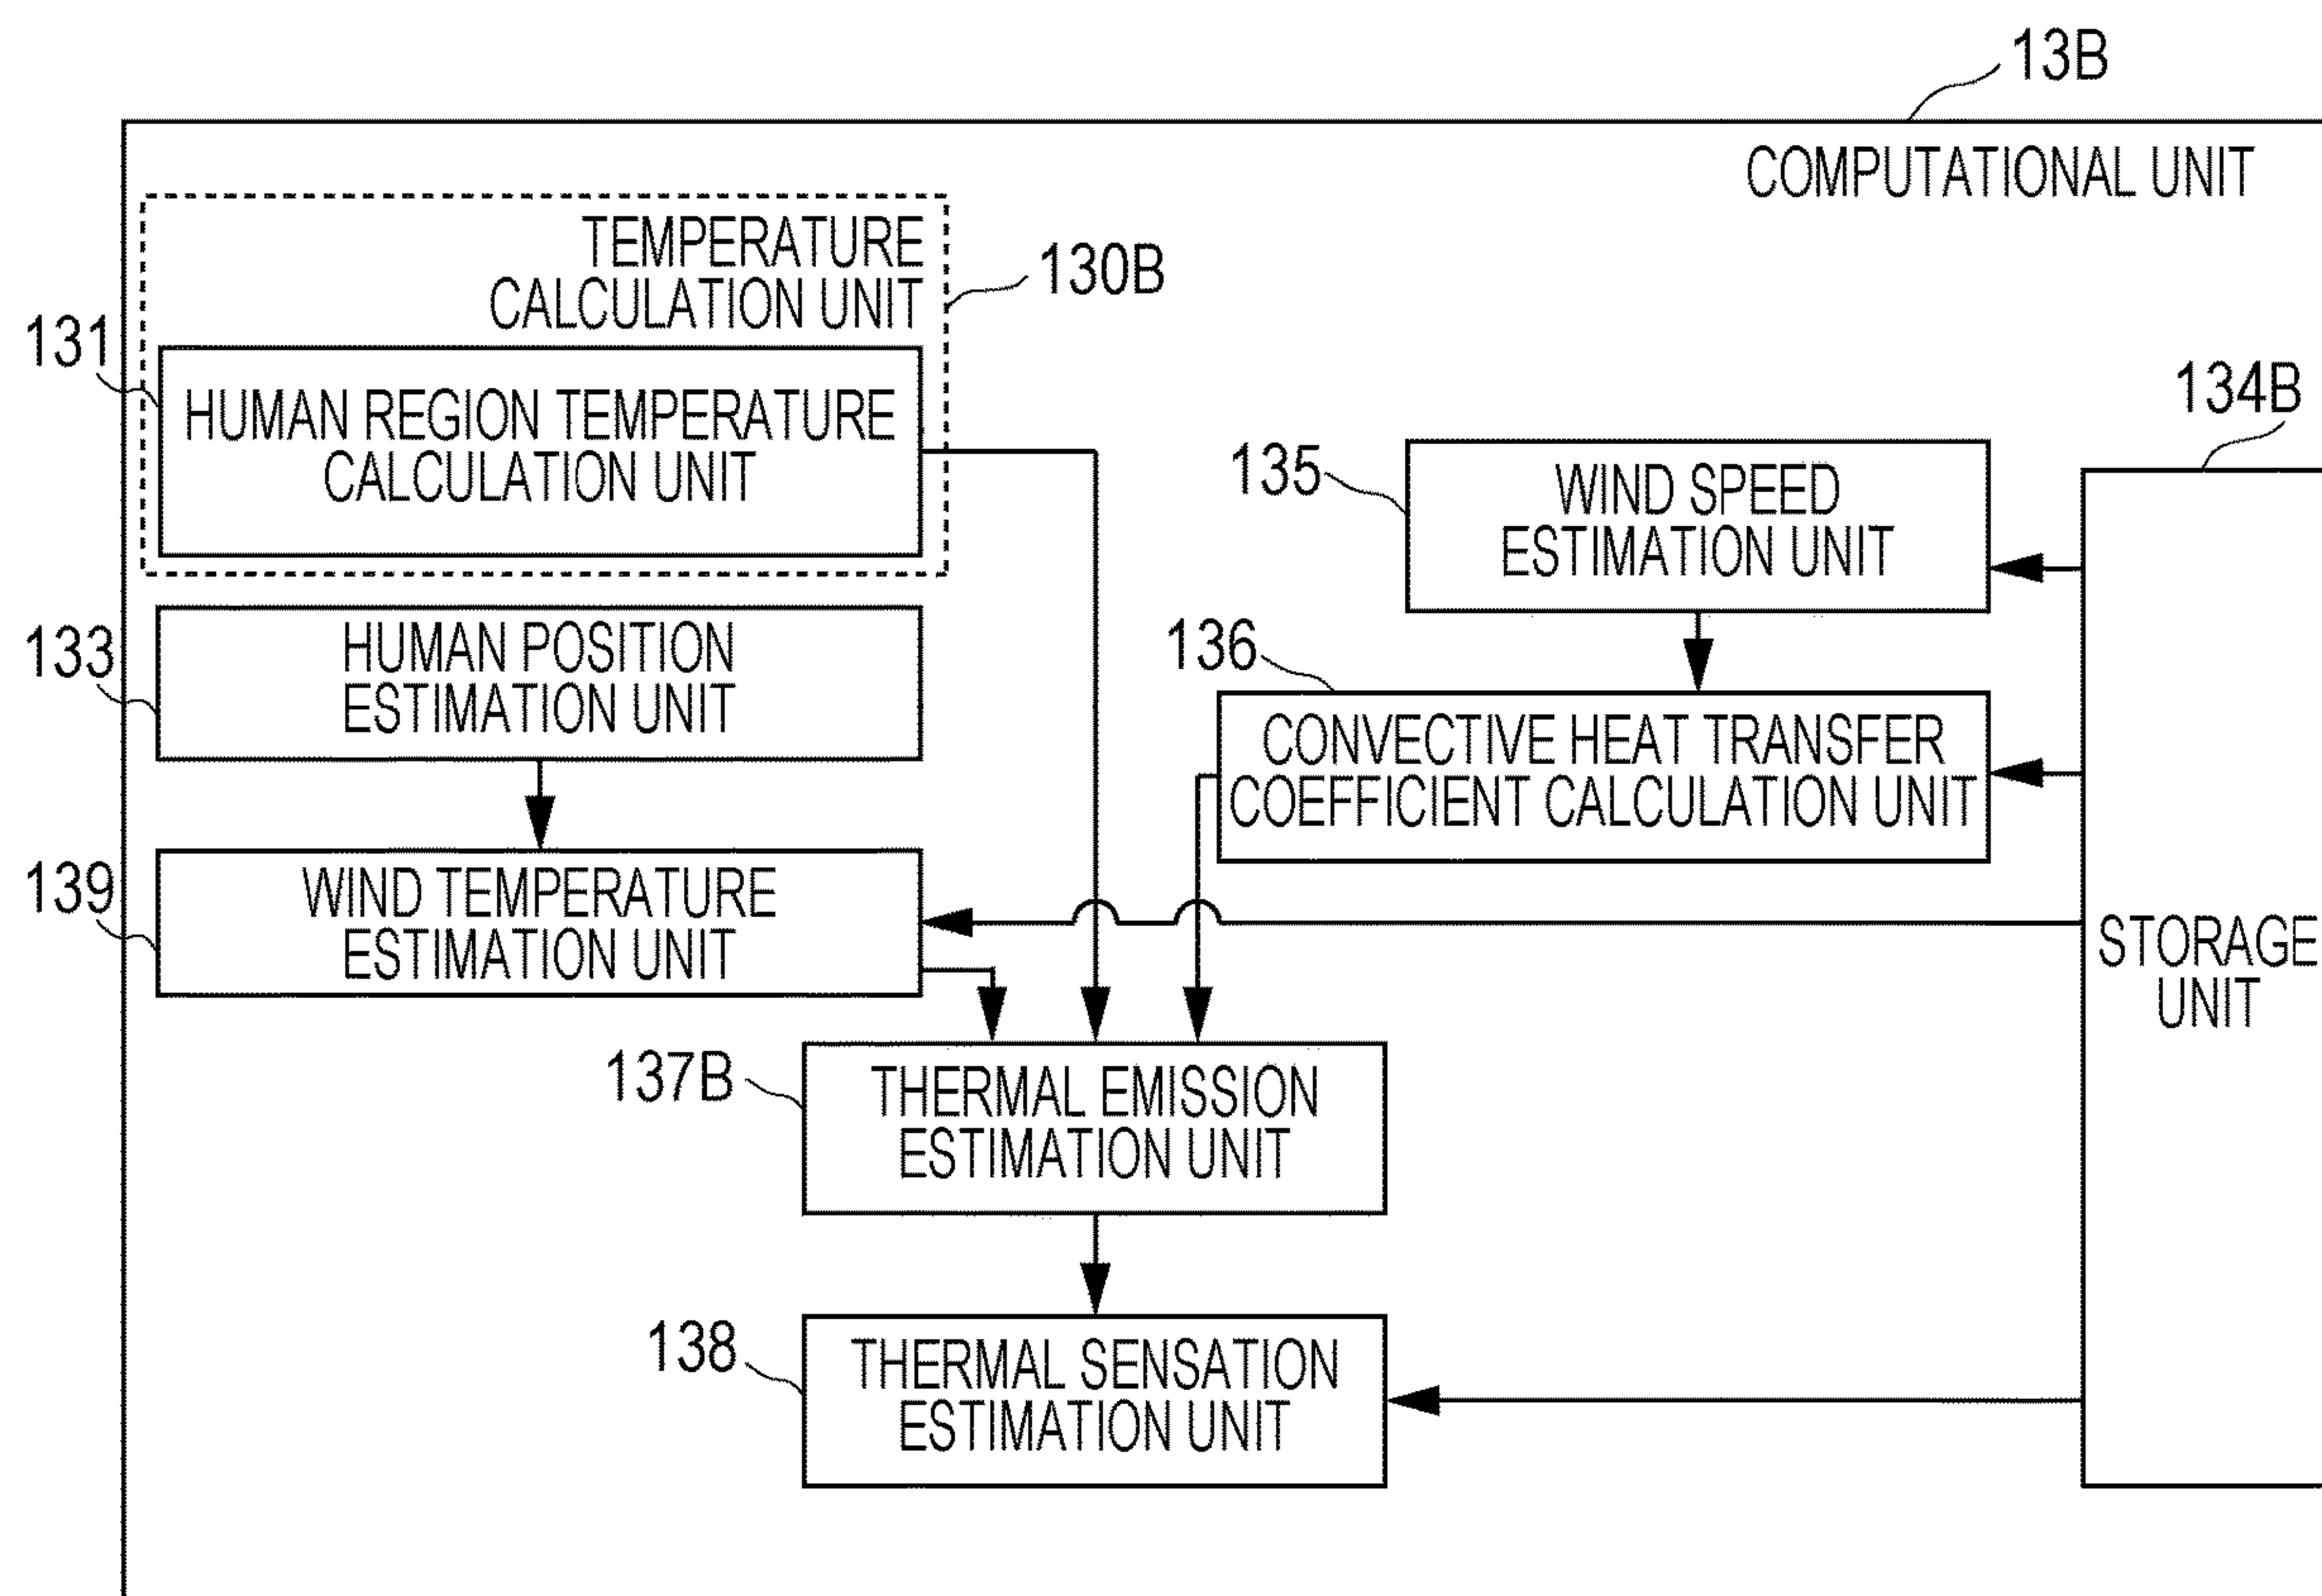 13B
COMPUTATIONAL UNIT
TEMPERATURE
CALCULATION UNIT
130B
131
HUMAN REGION TEMPERATURE
CALCULATION UNIT
134B
135
WIND SPEED
ESTIMATION UNIT
133
HUMAN POSITION
ESTIMATION UNIT
136
CONVECTIVE HEAT TRANSFER
COEFFICIENT CALCULATION UNIT
139
WIND TEMPERATURE
ESTIMATION UNIT
STORAGE
UNIT
137B
THERMAL EMISSION
ESTIMATION UNIT
138
THERMAL SENSATION
ESTIMATION UNIT